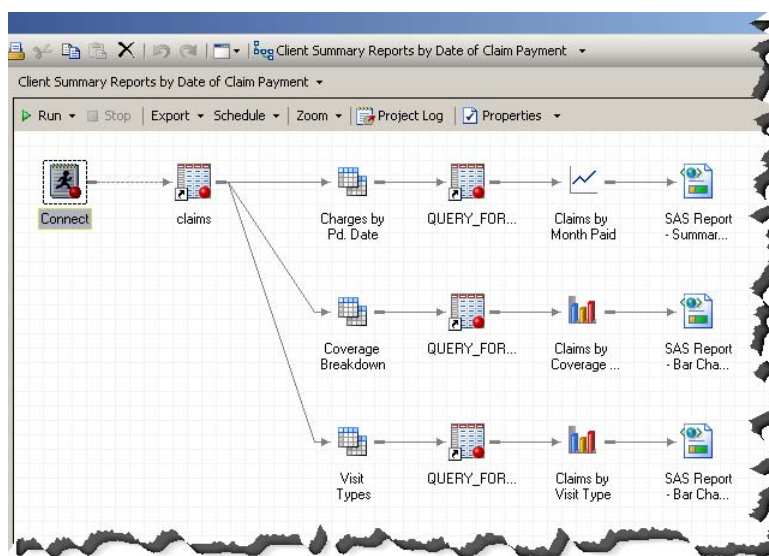 Client Summary Reports by Date of Claim Payment
Client Summary Reports by Date of Claim Payment
Run Stop Export Schedule Zoom Project Log Properties
Connect claims Charges by Pd. Date QUERY_FOR... Claims by Month Paid SAS Report - Summar...
Coverage Breakdown QUERY_FOR... Claims by Coverage ... SAS Report - Bar Cha...
Visit Types QUERY_FOR... Claims by Visit Type SAS Report - Bar Cha...